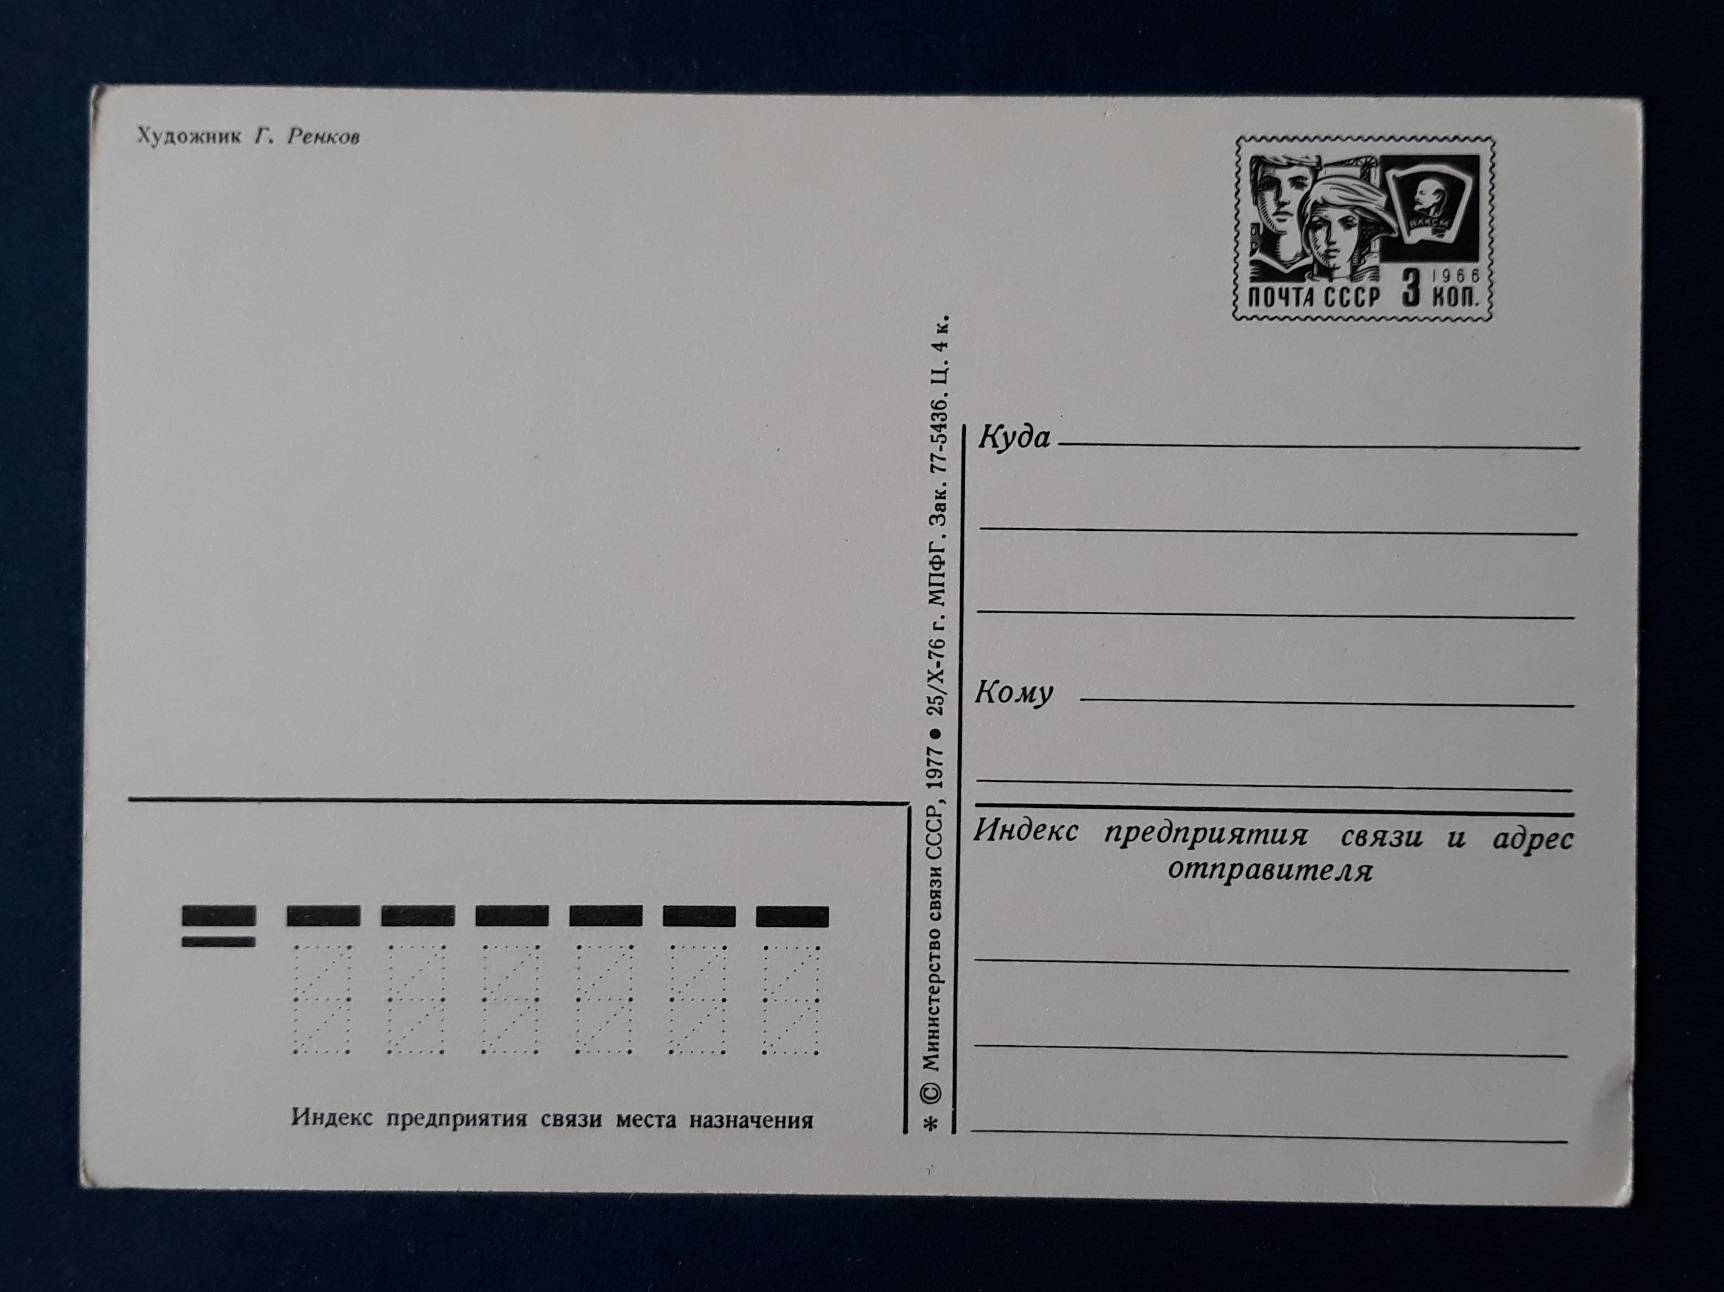 Художник Г. Ренков
ВЛКСМ
1966
ПОЧТА СССР 3 КОП.
Куда
Кому
Индекс предприятия связи и адрес
отправителя
* © Министерство связи СССР, 1977 ● 25/X-76 г. МПФГ. Зак. 77-5436. Ц. 4 к.
Индекс предприятия связи места назначения